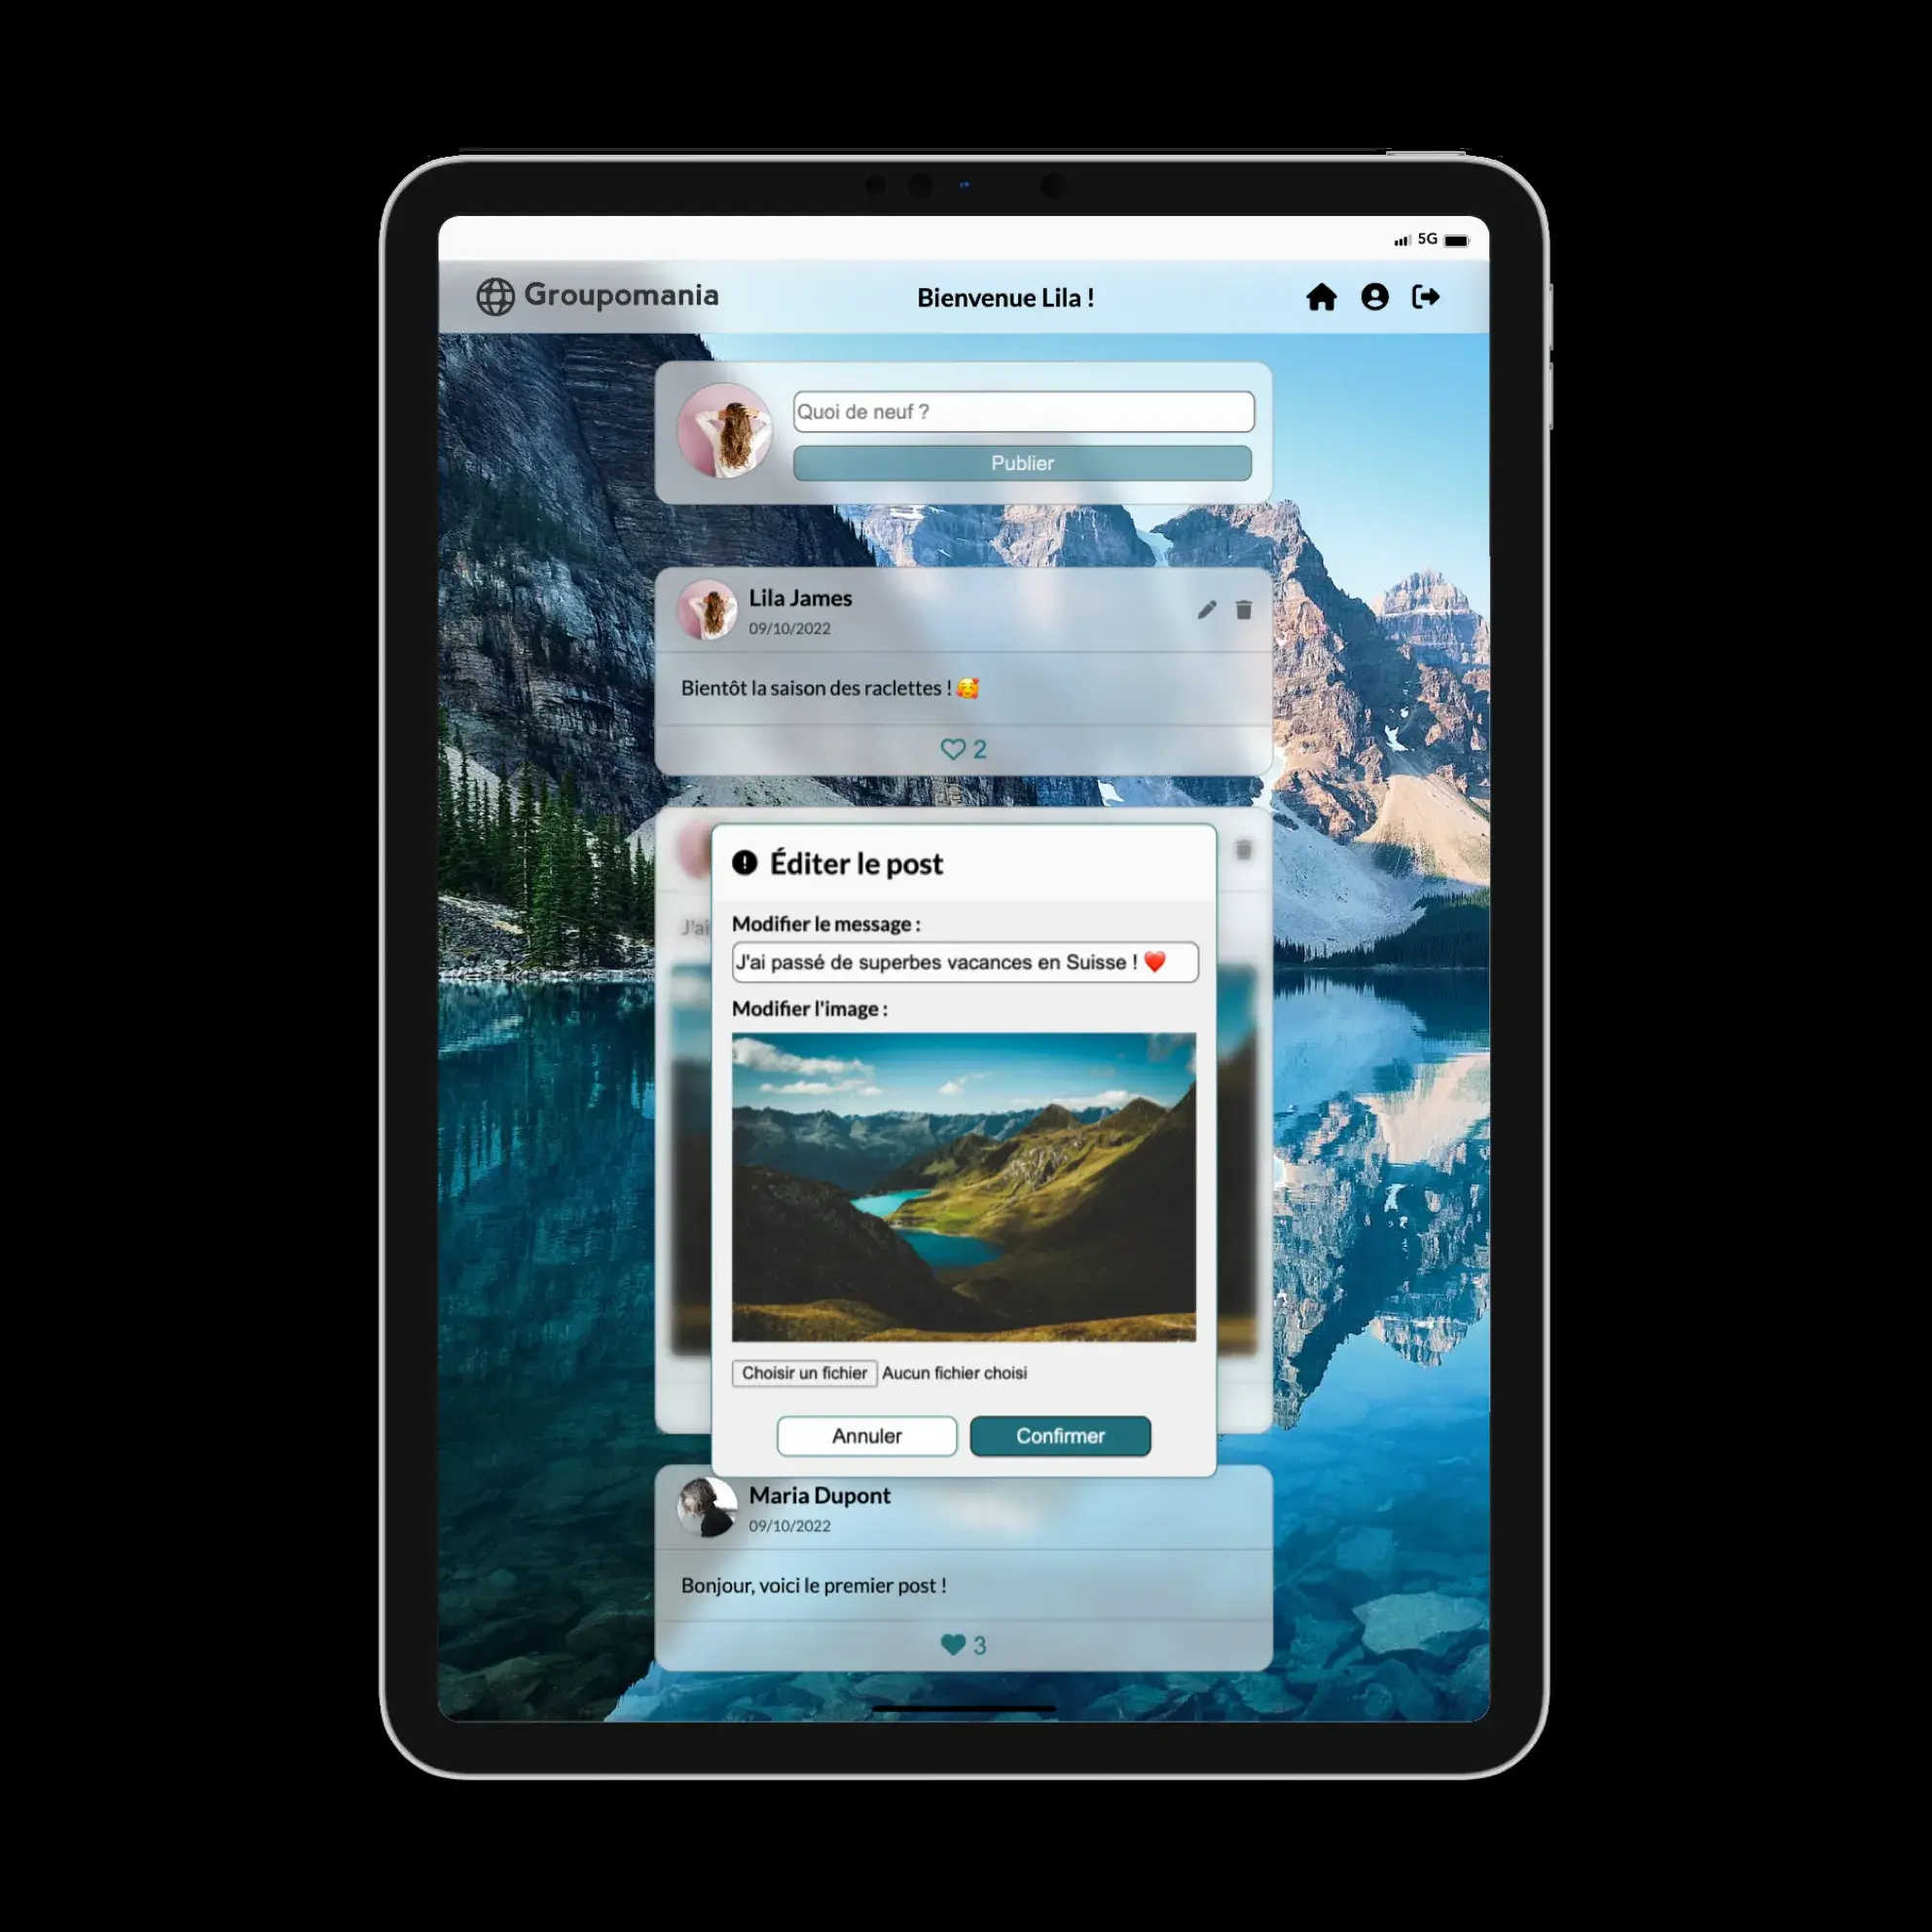 5G
Groupomania
Bienvenue Lila !
Quoi de neuf ?
Publier
Lila James
09/10/2022
Bientôt la saison des raclettes ! 🥰
2
Éditer le post
J'ai
Modifier le message :
J'ai passé de superbes vacances en Suisse ! ❤️
Modifier l'image :
Choisir un fichier Aucun fichier choisi
Annuler Confirmer
Maria Dupont
09/10/2022
Bonjour, voici le premier post !
3